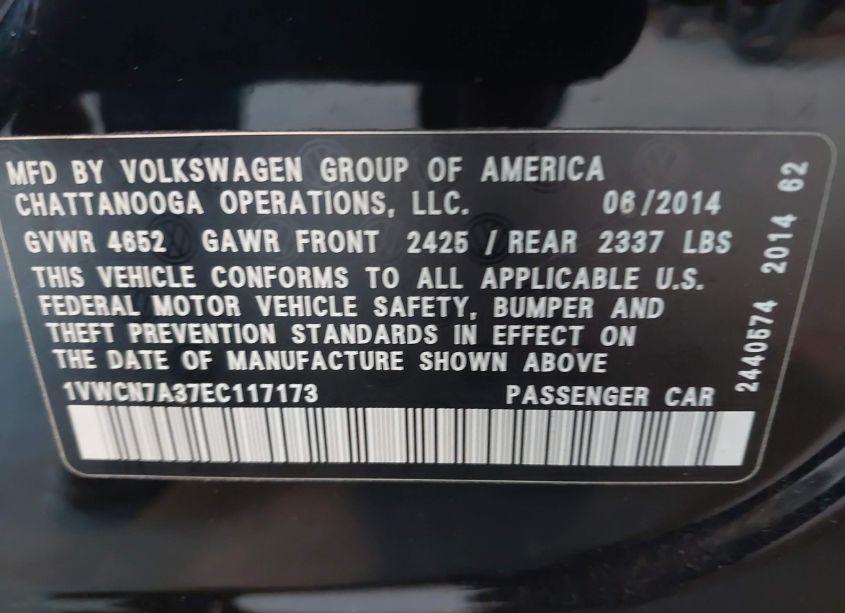 MFD BY VOLKSWAGEN GROUP OF AMERICA
CHATTANOOGA OPERATIONS, LLC. 06/2014
GVWR 4652 GAWR FRONT 2425 / REAR 2337 LBS
THIS VEHICLE CONFORMS TO ALL APPLICABLE U.S.
FEDERAL MOTOR VEHICLE SAFETY, BUMPER AND
THEFT PREVENTION STANDARDS IN EFFECT ON
THE DATE OF MANUFACTURE SHOWN ABOVE
1VWCN7A37EC117173 PASSENGER CAR
2440574 2014 62